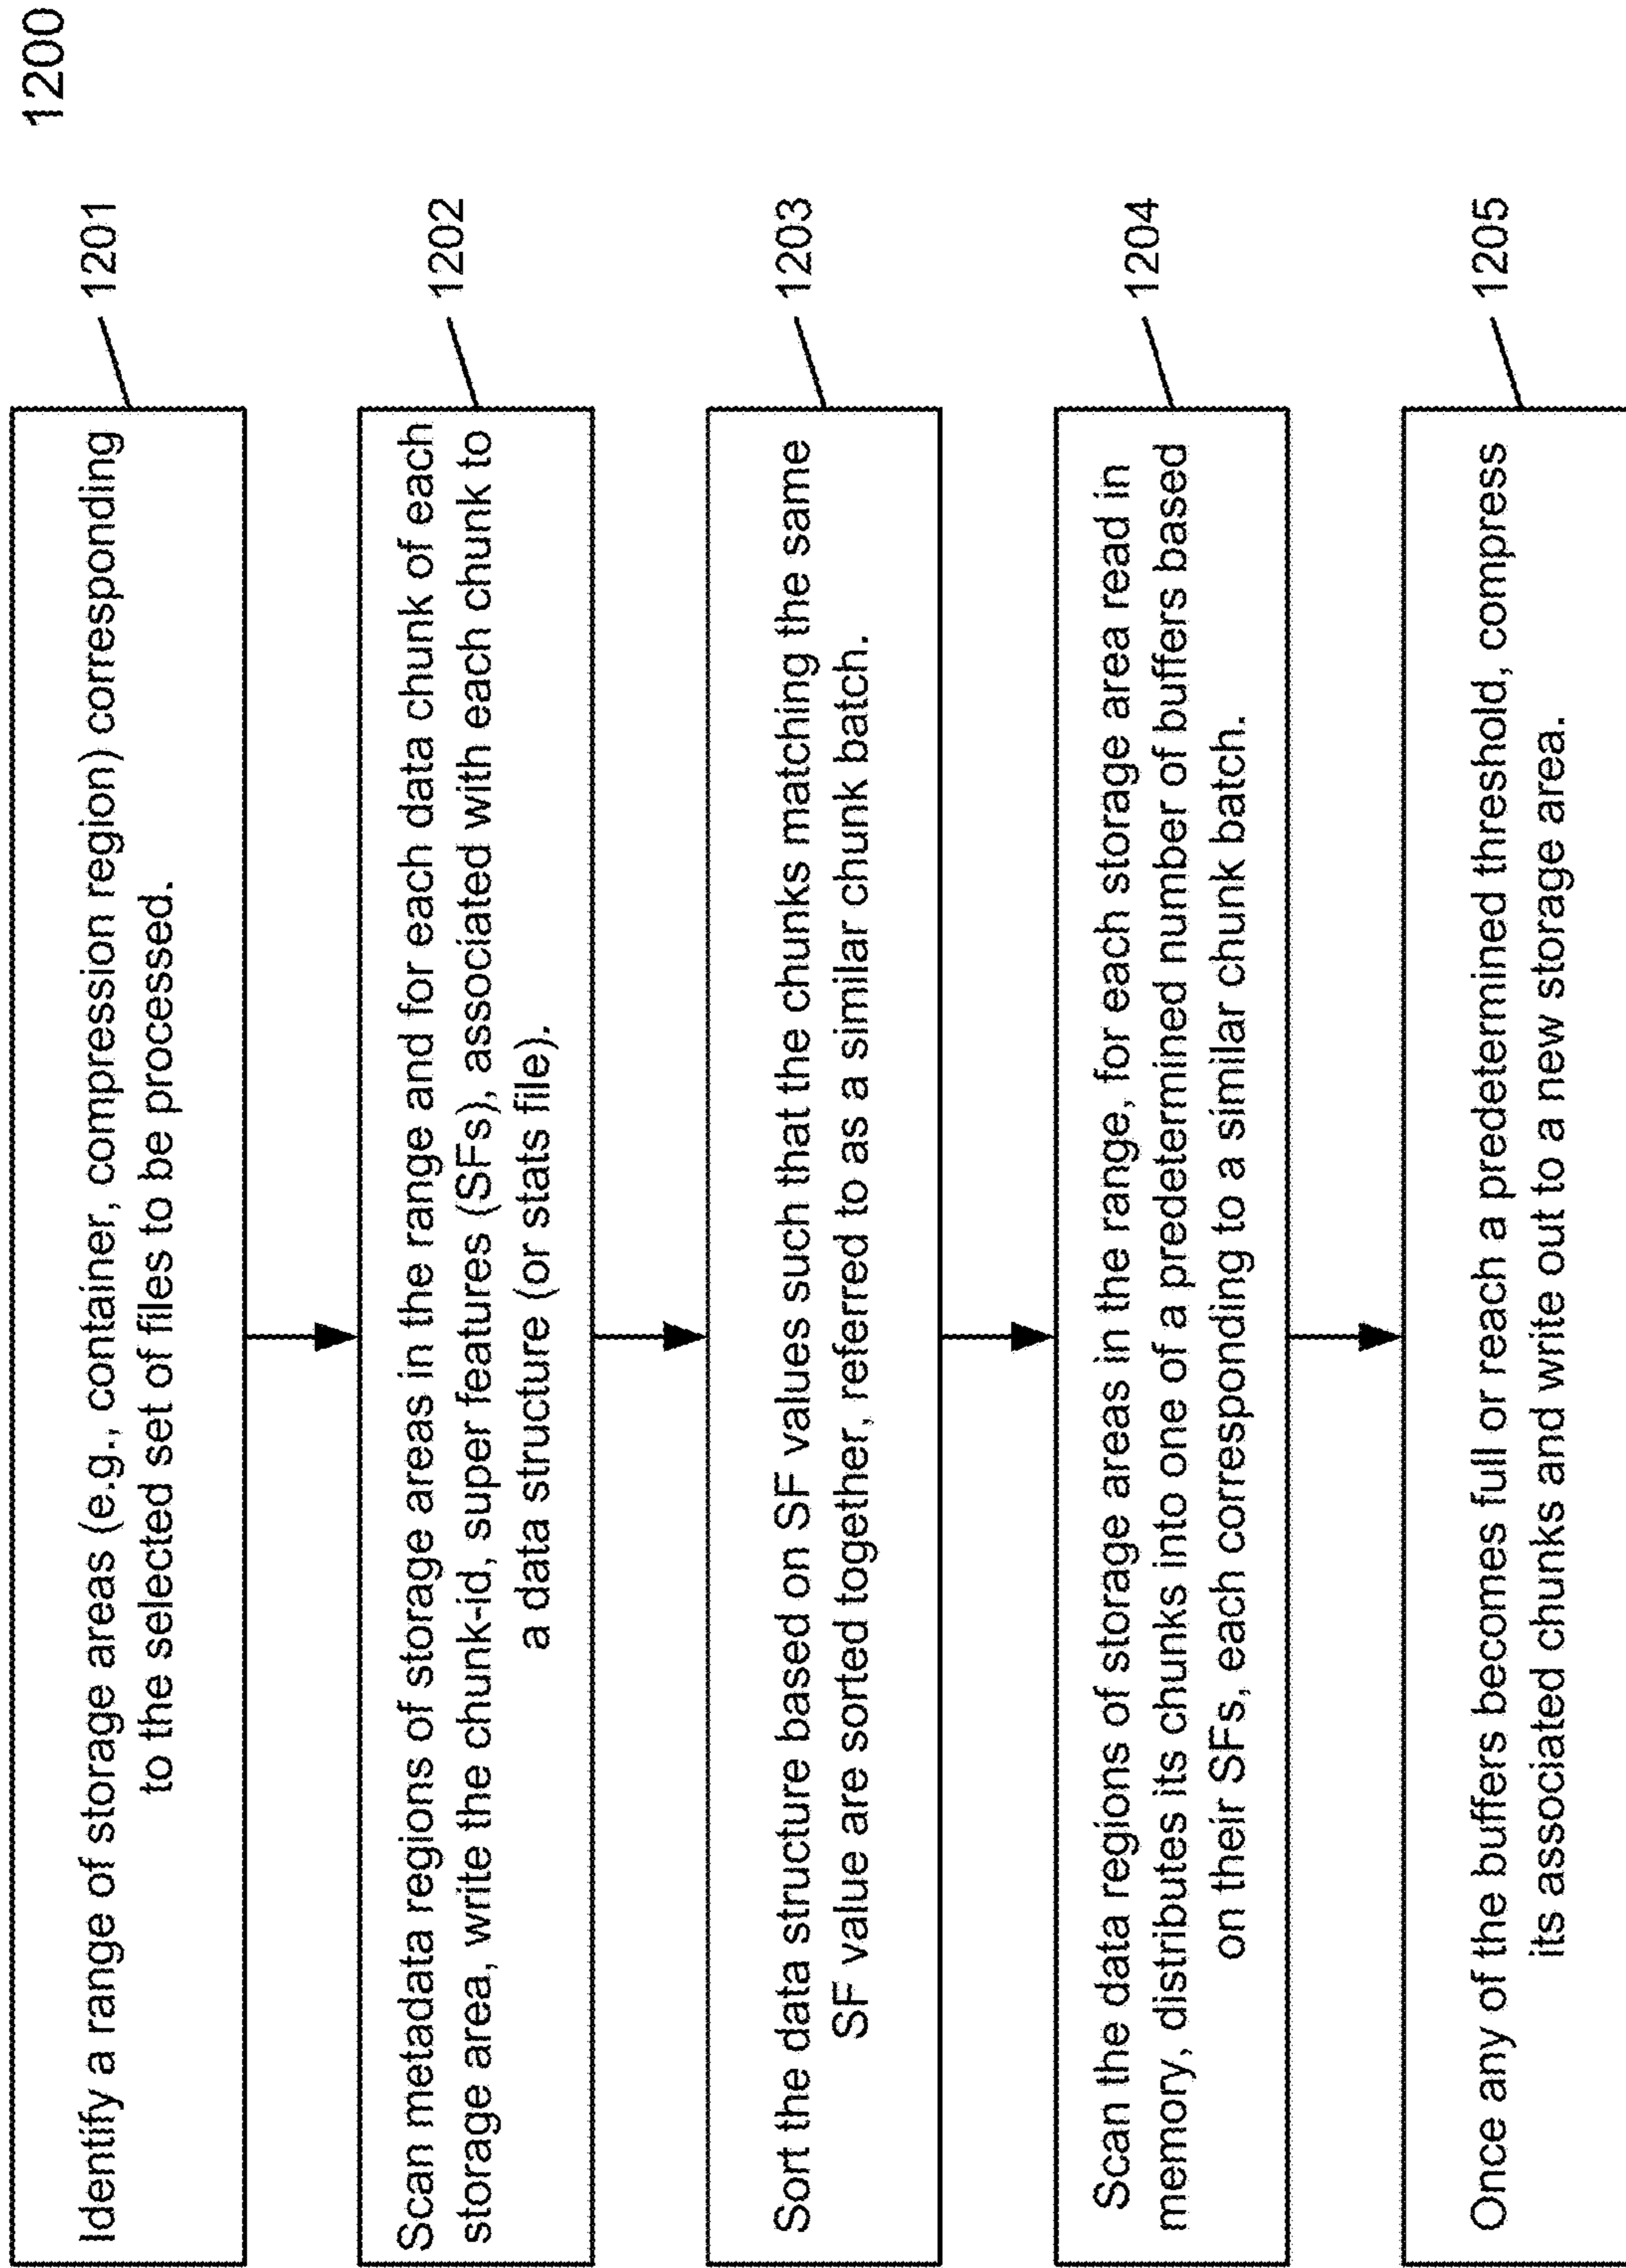 1200
Identify a range of storage areas (e.g., container, compression region) corresponding
to the selected set of files to be processed.
1201
Scan metadata regions of storage areas in the range and for each data chunk of each
storage area, write the chunk-id, super features (SFs), associated with each chunk to
a data structure (or stats file).
1202
Sort the data structure based on SF values such that the chunks matching the same
SF value are sorted together, referred to as a similar chunk batch.
1203
Scan the data regions of storage areas in the range, for each storage area read in
memory, distributes its chunks into one of a predetermined number of buffers based
on their SFs, each corresponding to a similar chunk batch.
1204
Once any of the buffers becomes full or reach a predetermined threshold, compress
its associated chunks and write out to a new storage area.
1205